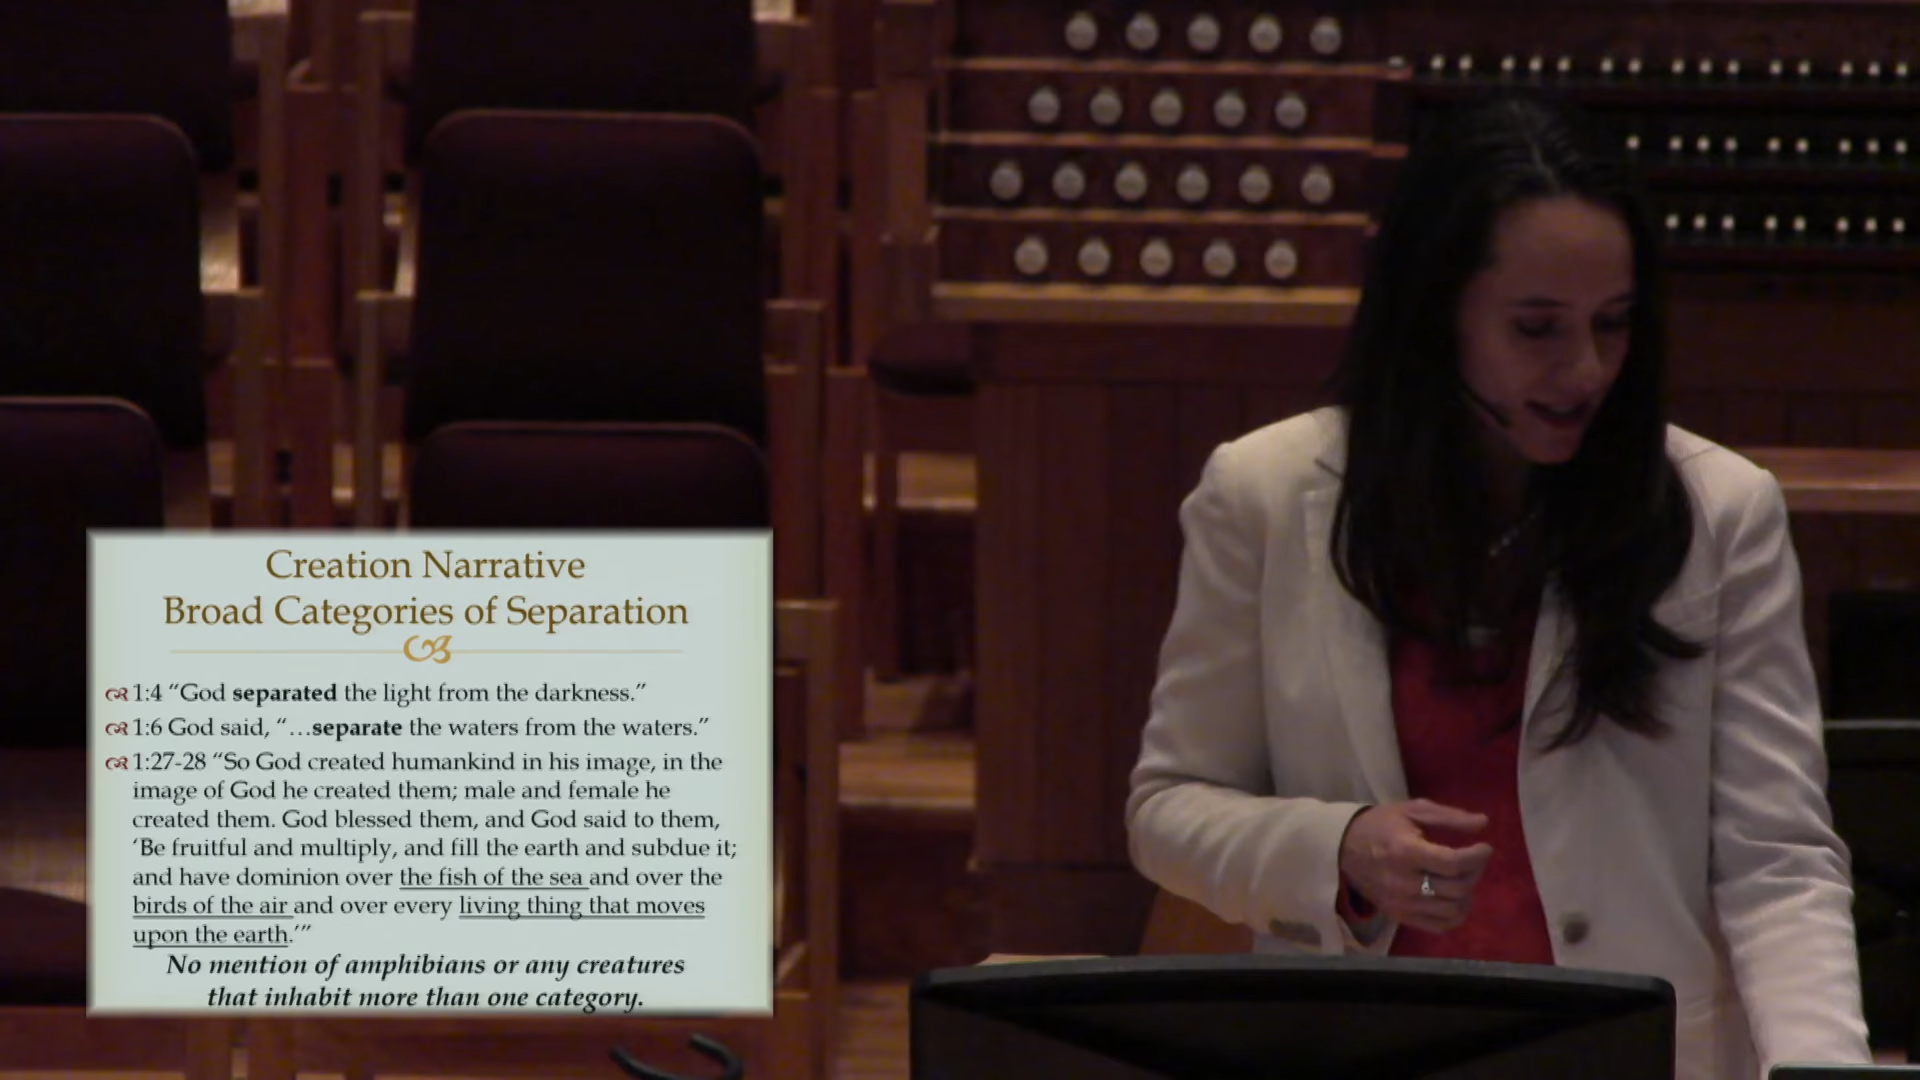 Creation Narrative
Broad Categories of Separation
1:4 “God separated the light from the darkness.”
1:6 God said, “…separate the waters from the waters.”
1:27-28 “So God created humankind in his image, in the
image of God he created them; male and female he
created them. God blessed them, and God said to them,
‘Be fruitful and multiply, and fill the earth and subdue it;
and have dominion over the fish of the sea and over the
birds of the air and over every living thing that moves
upon the earth.’”
No mention of amphibians or any creatures
that inhabit more than one category.